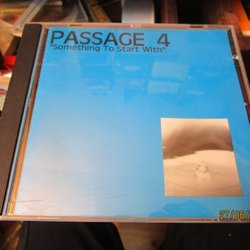 PASSAGE 4
"Something To Start With"